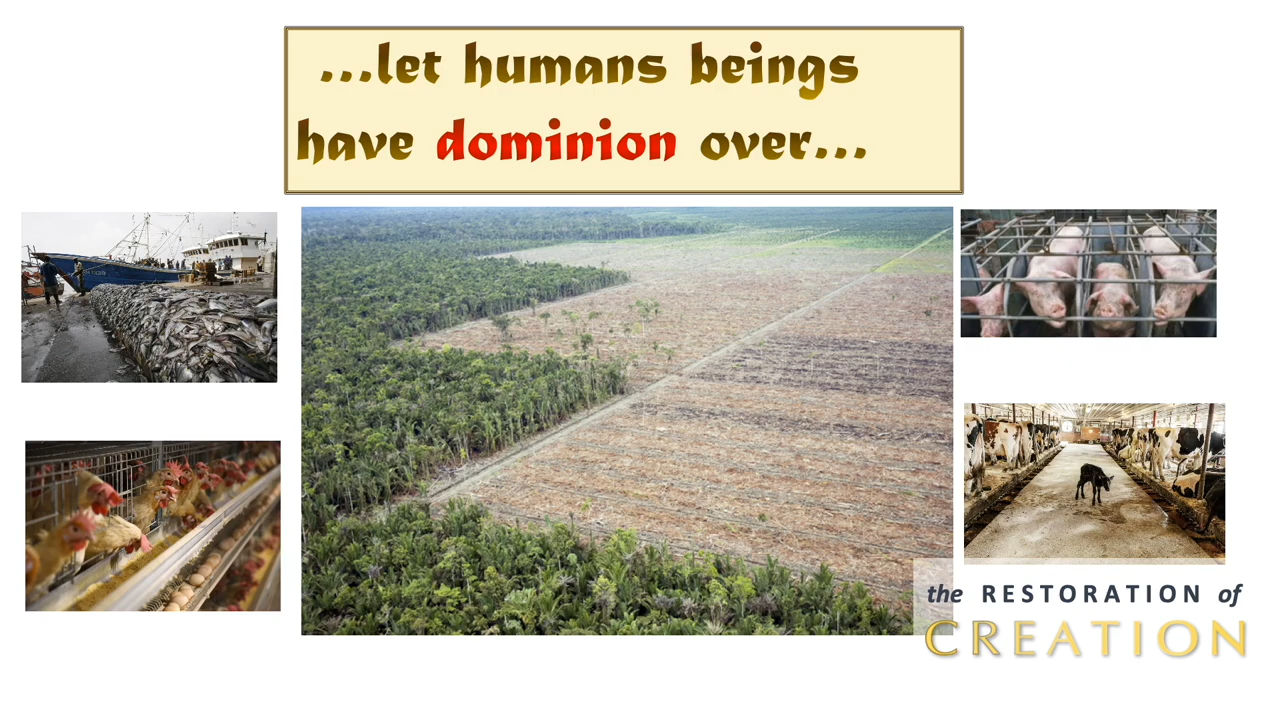 ...let humans beings
have dominion over...
the RESTORATION of
CREATION